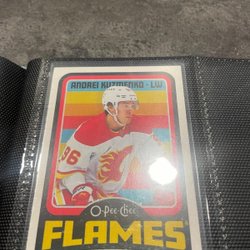 ANDREI KUZMENKO - LW
96
O-Pee-Chee
FLAMES